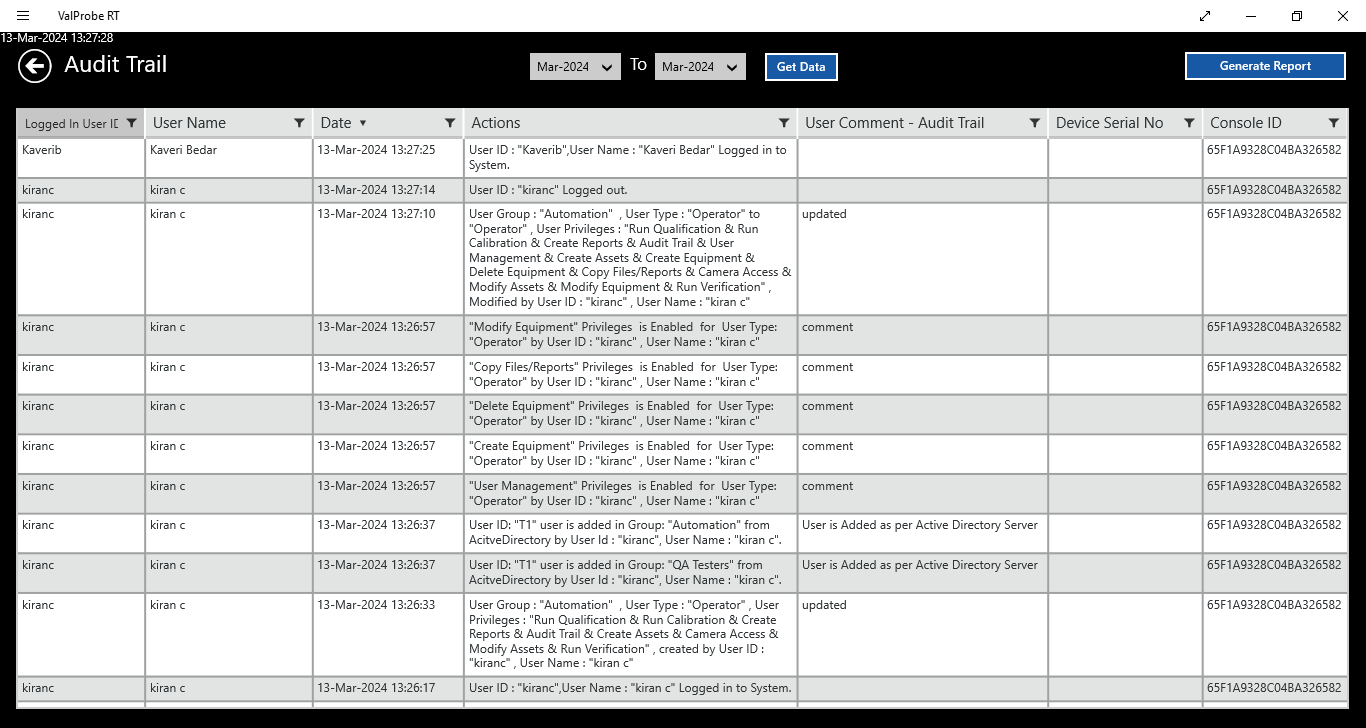 ValProbe RT
13-Mar-2024 13:27:28
Audit Trail
Mar-2024 To Mar-2024 Get Data
Generate Report
Logged In User ID User Name Date Actions User Comment - Audit Trail Device Serial No Console ID
Kaverib Kaveri Bedar 13-Mar-2024 13:27:25 User ID : "Kaverib",User Name : "Kaveri Bedar" Logged in to 65F1A9328C04BA326582
System.
kiranc kiran c 13-Mar-2024 13:27:14 User ID : "kiranc" Logged out. 65F1A9328C04BA326582
kiranc kiran c 13-Mar-2024 13:27:10 User Group : "Automation" , User Type : "Operator" to updated 65F1A9328C04BA326582
"Operator" , User Privileges : "Run Qualification & Run
Calibration & Create Reports & Audit Trail & User
Management & Create Assets & Create Equipment &
Delete Equipment & Copy Files/Reports & Camera Access &
Modify Assets & Modify Equipment & Run Verification" ,
Modified by User ID : "kiranc" , User Name : "kiran c"
kiranc kiran c 13-Mar-2024 13:26:57 "Modify Equipment" Privileges is Enabled for User Type: comment 65F1A9328C04BA326582
"Operator" by User ID : "kiranc" , User Name : "kiran c"
kiranc kiran c 13-Mar-2024 13:26:57 "Copy Files/Reports" Privileges is Enabled for User Type: comment 65F1A9328C04BA326582
"Operator" by User ID : "kiranc" , User Name : "kiran c"
kiranc kiran c 13-Mar-2024 13:26:57 "Delete Equipment" Privileges is Enabled for User Type: comment 65F1A9328C04BA326582
"Operator" by User ID : "kiranc" , User Name : "kiran c"
kiranc kiran c 13-Mar-2024 13:26:57 "Create Equipment" Privileges is Enabled for User Type: comment 65F1A9328C04BA326582
"Operator" by User ID : "kiranc" , User Name : "kiran c"
kiranc kiran c 13-Mar-2024 13:26:57 "User Management" Privileges is Enabled for User Type: comment 65F1A9328C04BA326582
"Operator" by User ID : "kiranc" , User Name : "kiran c"
kiranc kiran c 13-Mar-2024 13:26:37 User ID: "T1" user is added in Group: "Automation" from User is Added as per Active Directory Server 65F1A9328C04BA326582
AcitveDirectory by User Id : "kiranc", User Name : "kiran c".
kiranc kiran c 13-Mar-2024 13:26:37 User ID: "T1" user is added in Group: "QA Testers" from User is Added as per Active Directory Server 65F1A9328C04BA326582
AcitveDirectory by User Id : "kiranc", User Name : "kiran c".
kiranc kiran c 13-Mar-2024 13:26:33 User Group : "Automation" , User Type : "Operator" , User updated 65F1A9328C04BA326582
Privileges : "Run Qualification & Run Calibration & Create
Reports & Audit Trail & Create Assets & Camera Access &
Modify Assets & Run Verification" , created by User ID :
"kiranc" , User Name : "kiran c"
kiranc kiran c 13-Mar-2024 13:26:17 User ID : "kiranc",User Name : "kiran c" Logged in to System. 65F1A9328C04BA326582